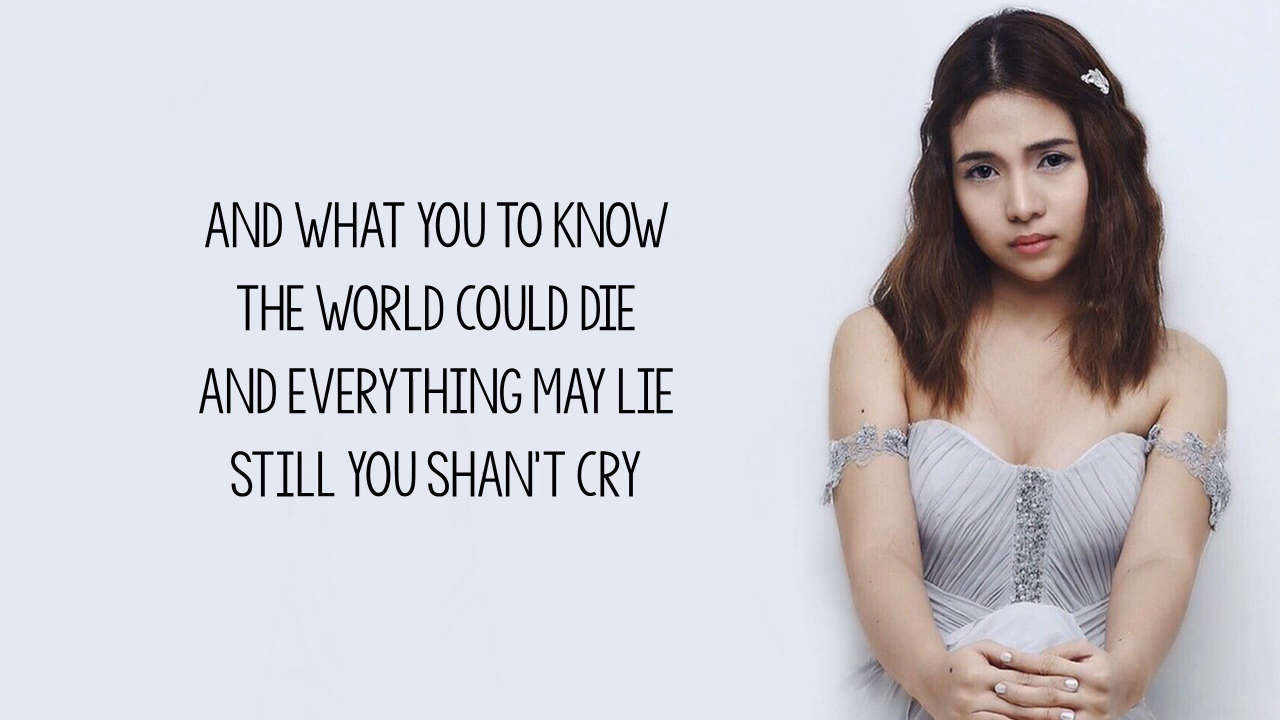 AND WHAT YOU TO KNOW
THE WORLD COULD DIE
AND EVERYTHING MAY LIE
STILL YOU SHAN'T CRY